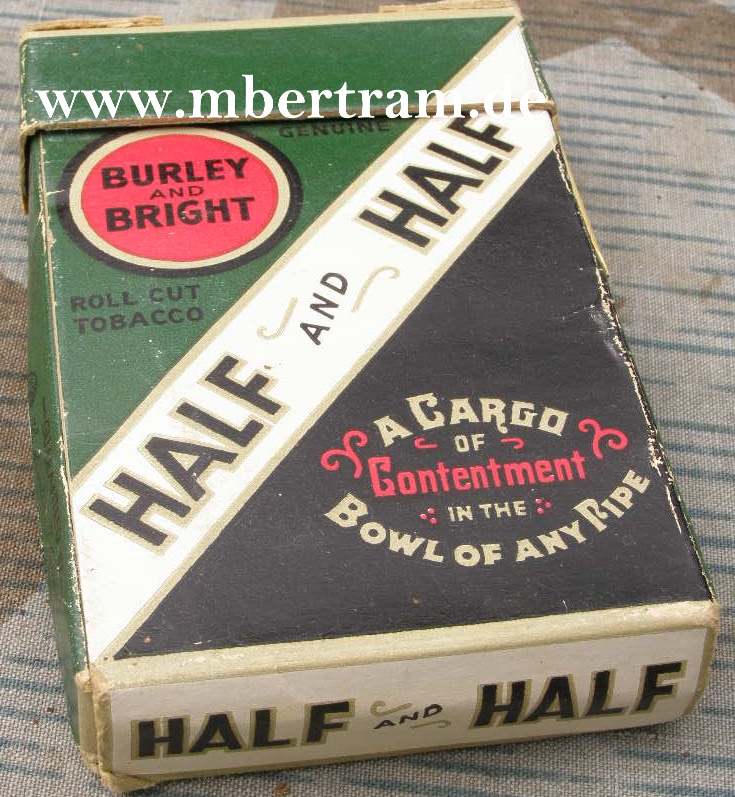 www.mbertram.de
GENUINE
BURLEY
AND
BRIGHT
ROLL CUT
TOBACCO
HALF AND HALF
A CARGO
OF
Contentment
IN THE
BOWL OF ANY PIPE
HALF AND HALF